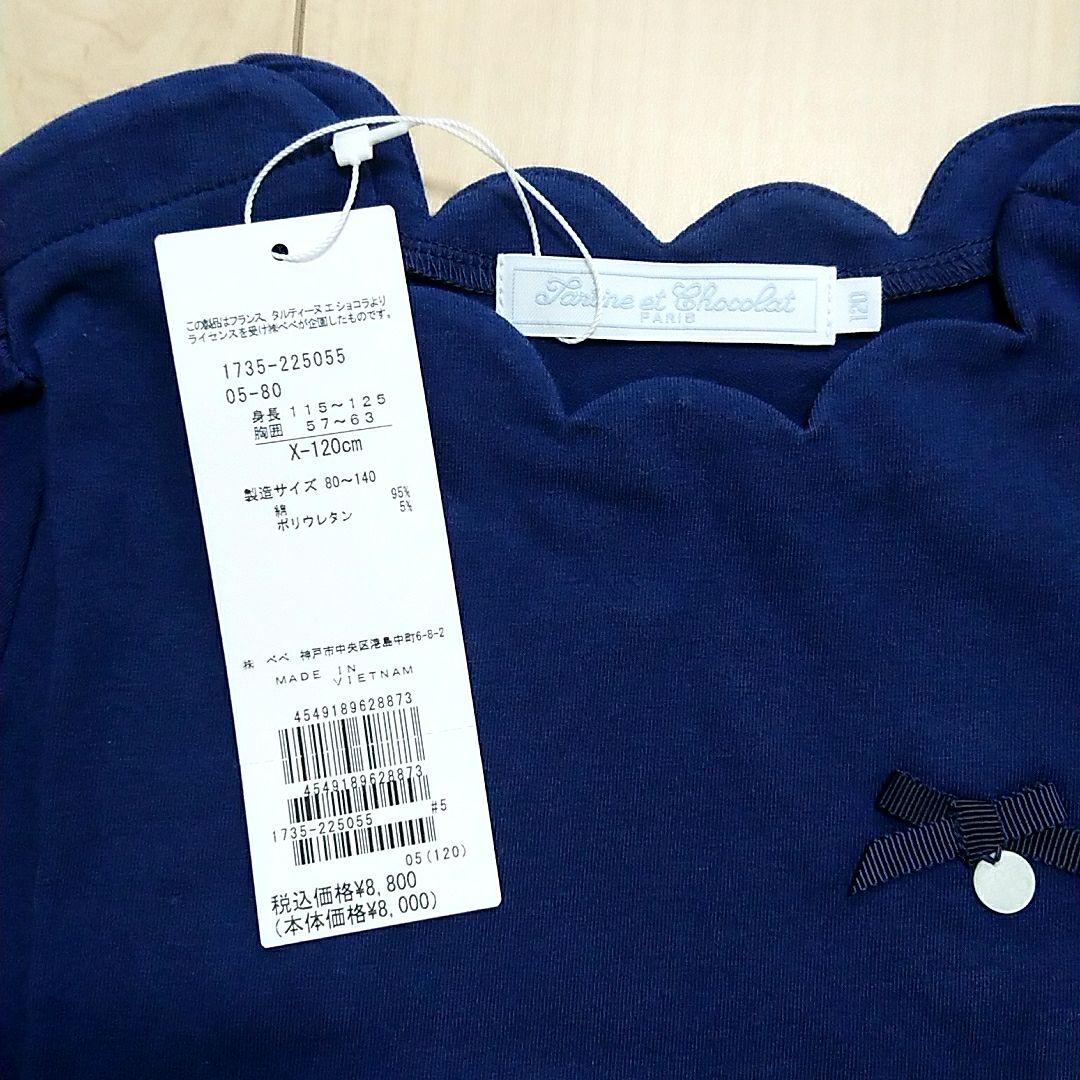 Tartine et Chocolat
PARIS
120
この製品はフランス、タルティーヌ エ ショコラより
ライセンスを受け㈱べべが企画したものです。
1735-225055
05-80
身長 115〜125
胸囲 57〜63
X-120cm
製造サイズ 80〜140
綿 95%
ポリウレタン 5%
㈱ べべ 神戸市中央区港島中町6-8-2
MADE IN VIETNAM
4549189628873
4549189628873
#5
1735-225055
05(120)
税込価格¥8,800
(本体価格¥8,000)